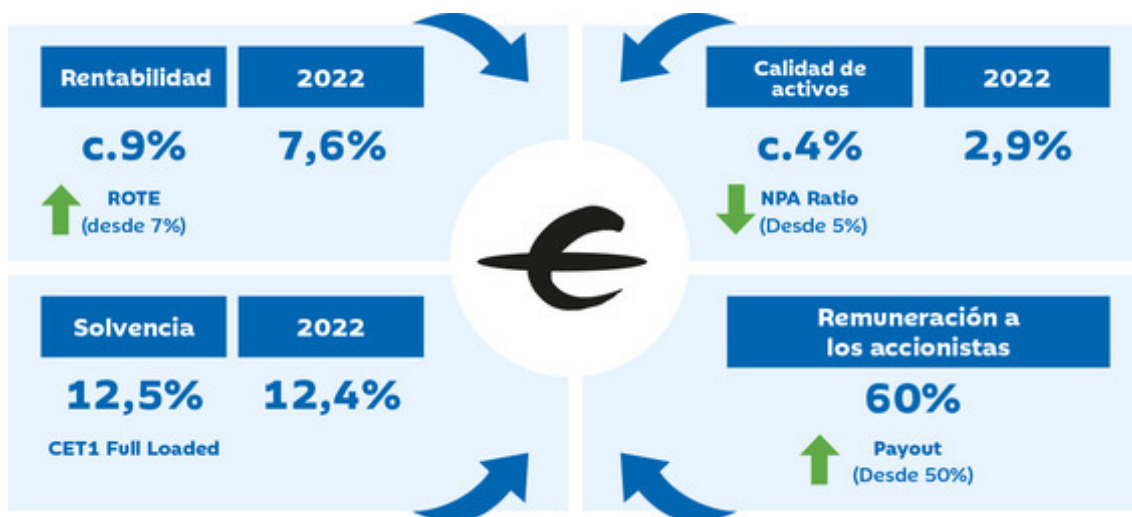 Rentabilidad
2022
c.9%
7,6%
ROTE
(desde 7%)
Calidad de
activos
2022
c.4%
2,9%
NPA Ratio
(Desde 5%)
Solvencia
2022
12,5%
12,4%
CET1 Full Loaded
Remuneración a
los accionistas
60%
Payout
(Desde 50%)